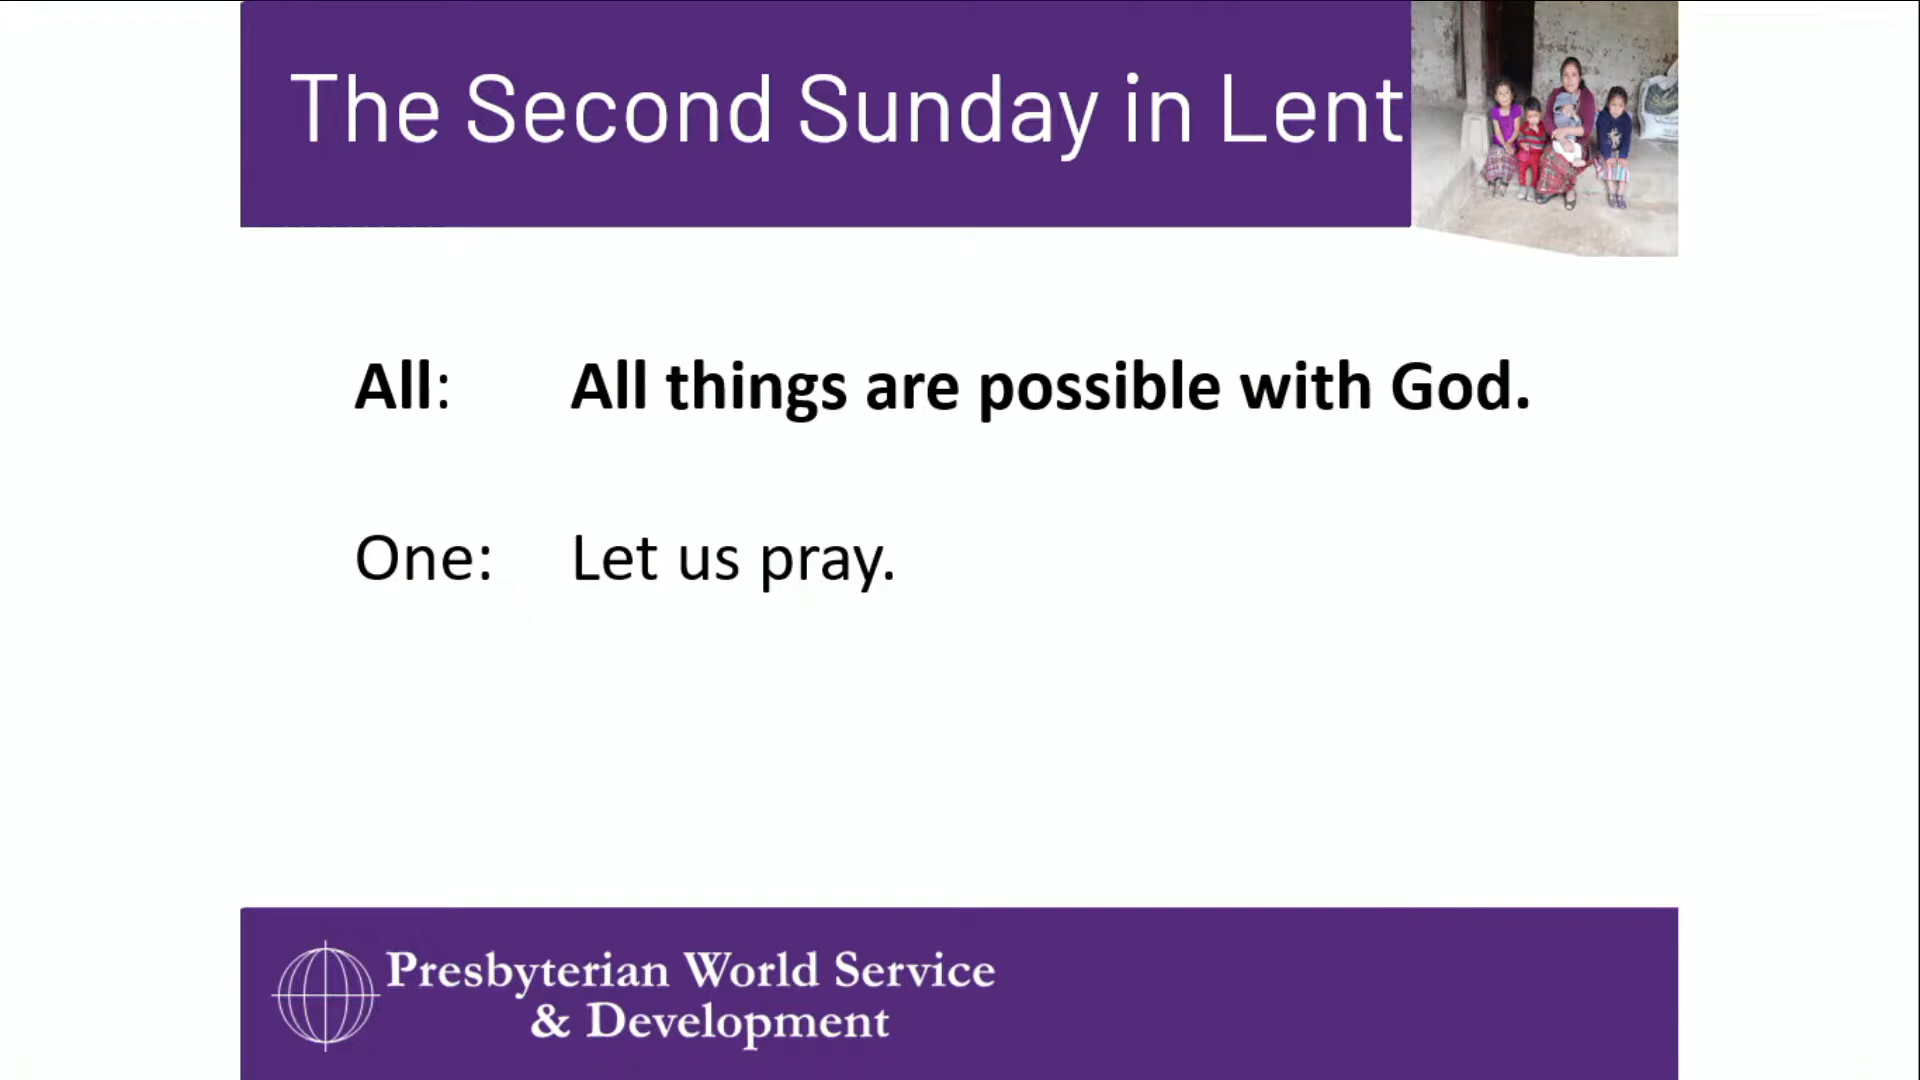 The Second Sunday in Lent
All: All things are possible with God.
One: Let us pray.
Presbyterian World Service
& Development